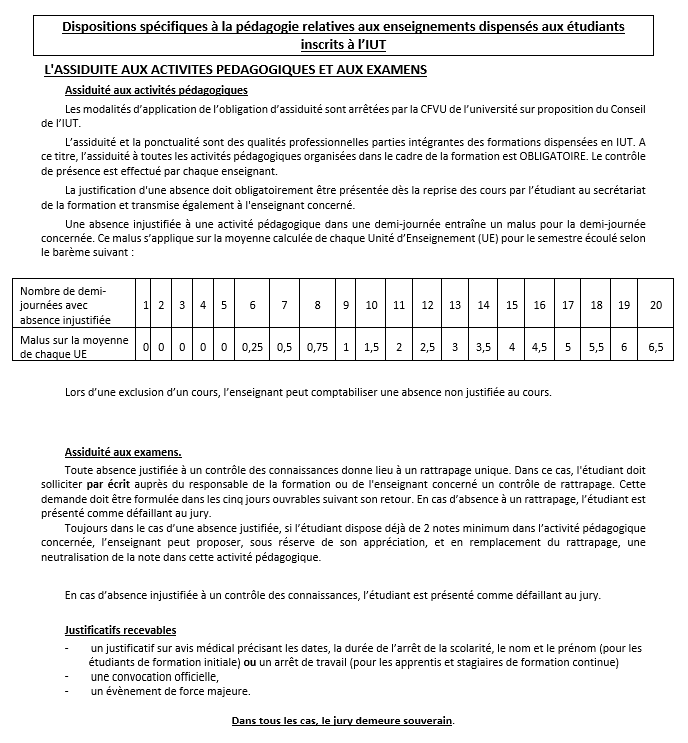 Dispositions spécifiques à la pédagogie relatives aux enseignements dispensés aux étudiants
inscrits à l’IUT
L'ASSIDUITE AUX ACTIVITES PEDAGOGIQUES ET AUX EXAMENS
Assiduité aux activités pédagogiques
Les modalités d’application de l’obligation d’assiduité sont arrêtées par la CFVU de l’université sur proposition du Conseil
de l’IUT.
L’assiduité et la ponctualité sont des qualités professionnelles parties intégrantes des formations dispensées en IUT. A
ce titre, l’assiduité à toutes les activités pédagogiques organisées dans le cadre de la formation est OBLIGATOIRE. Le contrôle
de présence est effectué par chaque enseignant.
La justification d'une absence doit obligatoirement être présentée dès la reprise des cours par l’étudiant au secrétariat
de la formation et transmise également à l'enseignant concerné.
Une absence injustifiée à une activité pédagogique dans une demi-journée entraîne un malus pour la demi-journée
concernée. Ce malus s’applique sur la moyenne calculée de chaque Unité d’Enseignement (UE) pour le semestre écoulé selon
le barème suivant :
Nombre de demi-
journées avec
absence injustifiée
1 2 3 4 5 6 7 8 9 10 11 12 13 14 15 16 17 18 19 20
Malus sur la moyenne
de chaque UE
0 0 0 0 0 0,25 0,5 0,75 1 1,5 2 2,5 3 3,5 4 4,5 5 5,5 6 6,5
Lors d’une exclusion d’un cours, l’enseignant peut comptabiliser une absence non justifiée au cours.
Assiduité aux examens.
Toute absence justifiée à un contrôle des connaissances donne lieu à un rattrapage unique. Dans ce cas, l'étudiant doit
solliciter par écrit auprès du responsable de la formation ou de l'enseignant concerné un contrôle de rattrapage. Cette
demande doit être formulée dans les cinq jours ouvrables suivant son retour. En cas d’absence à un rattrapage, l’étudiant est
présenté comme défaillant au jury.
Toujours dans le cas d’une absence justifiée, si l’étudiant dispose déjà de 2 notes minimum dans l’activité pédagogique
concernée, l’enseignant peut proposer, sous réserve de son appréciation, et en remplacement du rattrapage, une
neutralisation de la note dans cette activité pédagogique.
En cas d’absence injustifiée à un contrôle des connaissances, l’étudiant est présenté comme défaillant au jury.
Justificatifs recevables
- un justificatif sur avis médical précisant les dates, la durée de l’arrêt de la scolarité, le nom et le prénom (pour les
étudiants de formation initiale) ou un arrêt de travail (pour les apprentis et stagiaires de formation continue)
- une convocation officielle,
- un évènement de force majeure.
Dans tous les cas, le jury demeure souverain.